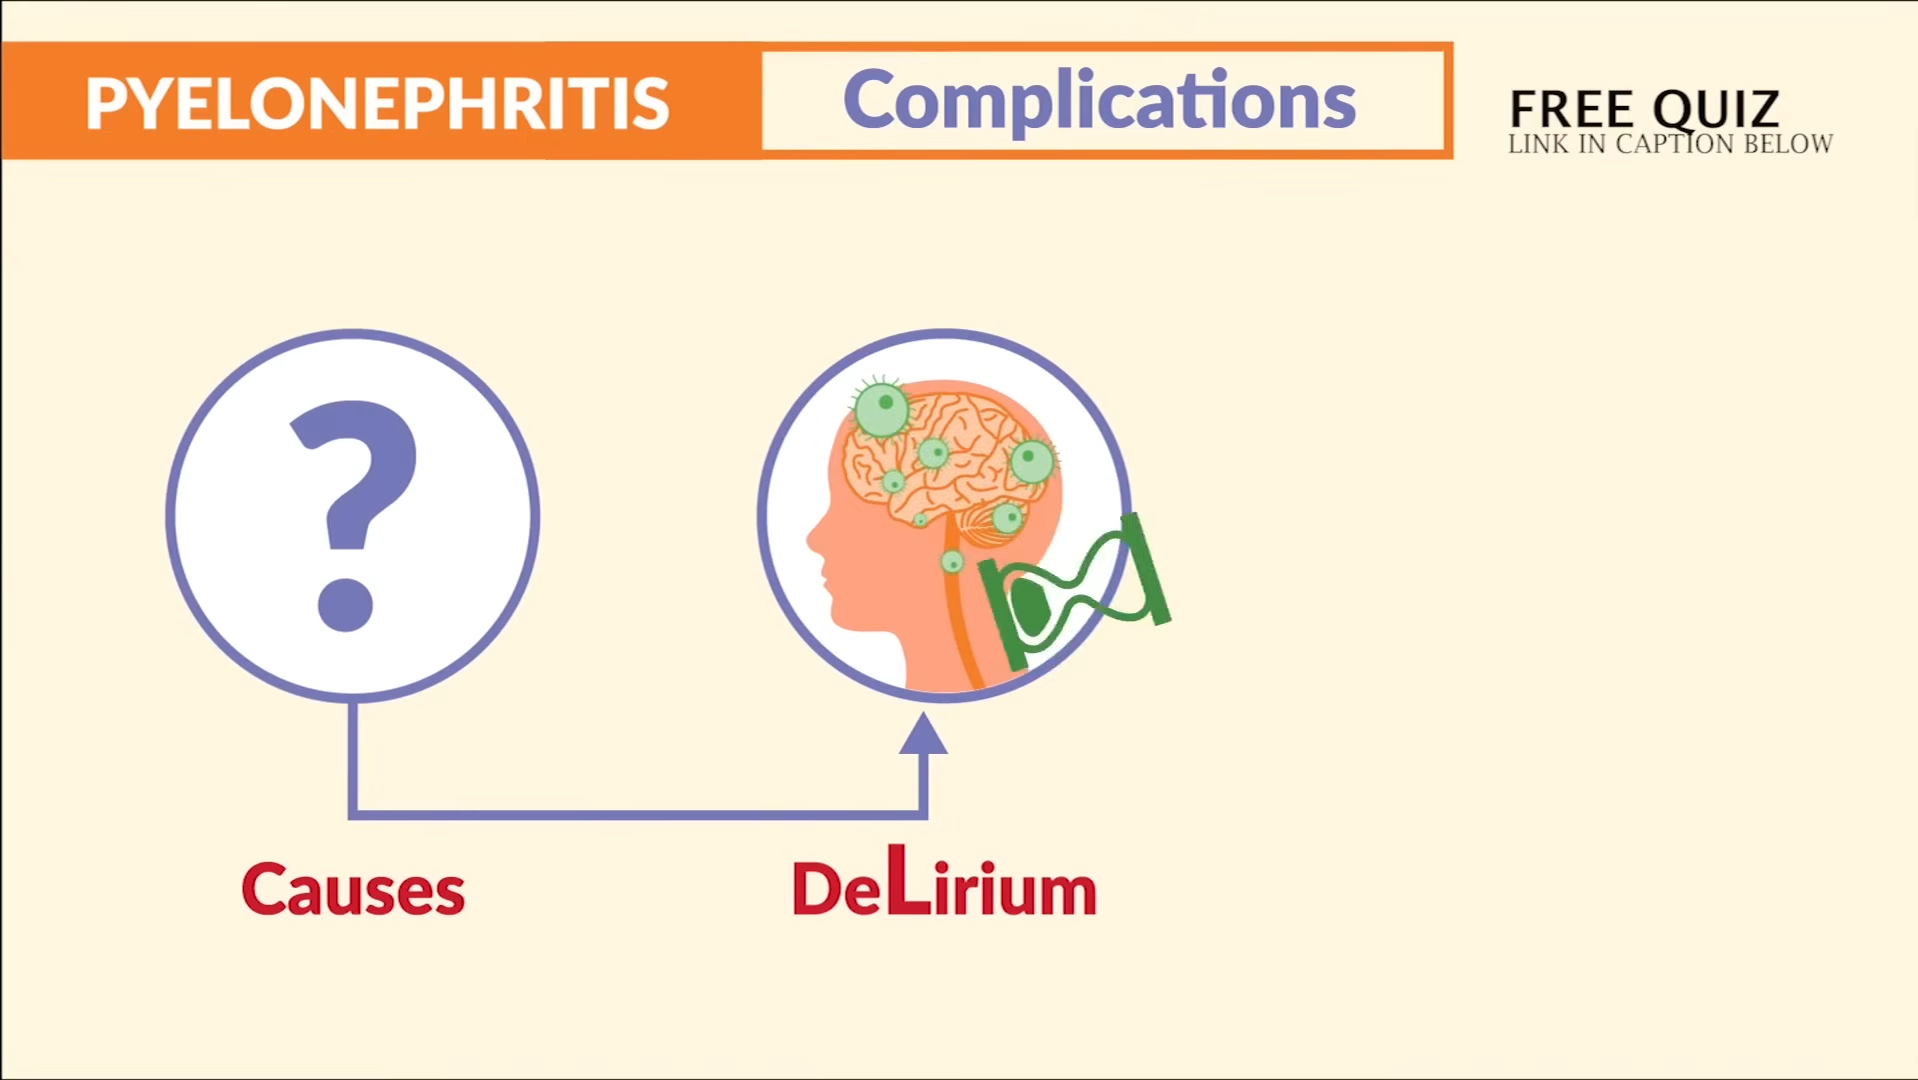 PYELONEPHRITIS
Complications
FREE QUIZ
LINK IN CAPTION BELOW
?
Causes
DeLirium